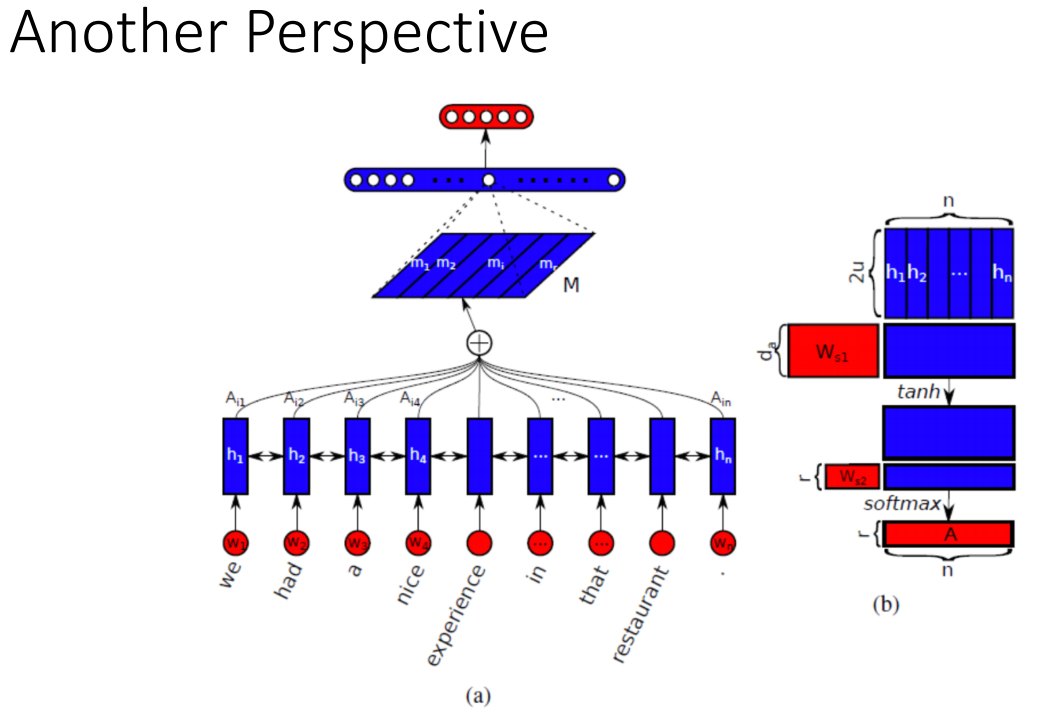 Another Perspective
m1 m2 mi mr
M
Ai1 Ai2 Ai3 Ai4 ... Ain
h1 h2 h3 h4 ... ... hn
w1 w2 w3 w4 ... ... wn
we had a nice experience in that restaurant .
(a)
n
2u
h1 h2 ... hn
da
Ws1
tanh
r
Ws2
softmax
r
A
n
(b)